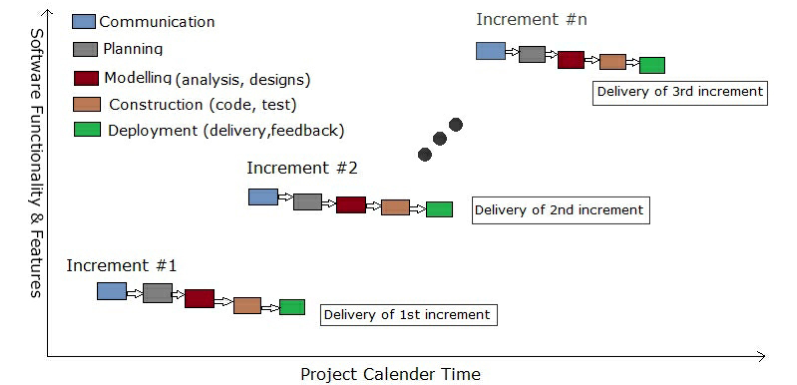 Increment #n
Communication
Planning
Modelling (analysis, designs)
Construction (code, test)
Deployment (delivery,feedback)
Delivery of 3rd increment
Increment #2
Delivery of 2nd increment
Increment #1
Delivery of 1st increment
Software Functionality & Features
Project Calender Time